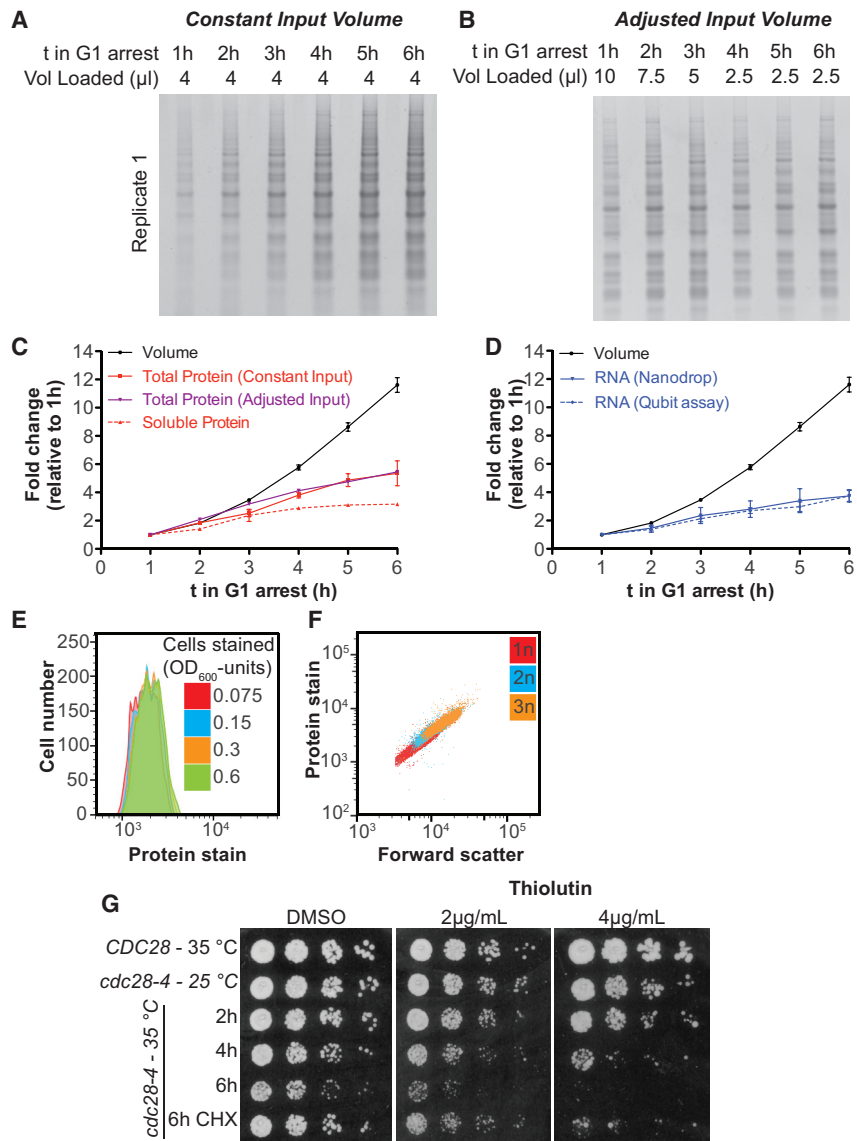 A
Constant Input Volume
t in G1 arrest 1h 2h 3h 4h 5h 6h
Vol Loaded (µl) 4 4 4 4 4 4
Replicate 1
B
Adjusted Input Volume
t in G1 arrest 1h 2h 3h 4h 5h 6h
Vol Loaded (µl) 10 7.5 5 2.5 2.5 2.5
C
14
12
10
8
6
4
2
0
Fold change
(relative to 1h)
Volume
Total Protein (Constant Input)
Total Protein (Adjusted Input)
Soluble Protein
0 1 2 3 4 5 6
t in G1 arrest (h)
D
14
12
10
8
6
4
2
0
Fold change
(relative to 1h)
Volume
RNA (Nanodrop)
RNA (Qubit assay)
0 1 2 3 4 5 6
t in G1 arrest (h)
E
250
200
150
100
50
0
Cell number
Cells stained
(OD600-units)
0.075
0.15
0.3
0.6
10³ 10⁴
Protein stain
F
10⁵
10⁴
10³
10²
Protein stain
1n
2n
3n
10³ 10⁴ 10⁵
Forward scatter
G
Thiolutin
DMSO 2µg/mL 4µg/mL
CDC28 - 35 °C
cdc28-4 - 25 °C
cdc28-4 - 35 °C
2h
4h
6h
6h CHX